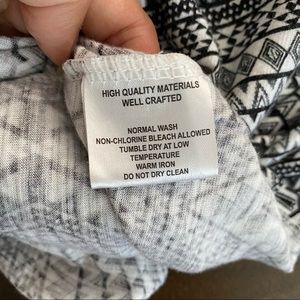 HIGH QUALITY MATERIALS
WELL CRAFTED
NORMAL WASH
NON-CHLORINE BLEACH ALLOWED
TUMBLE DRY AT LOW
TEMPERATURE
WARM IRON
DO NOT DRY CLEAN